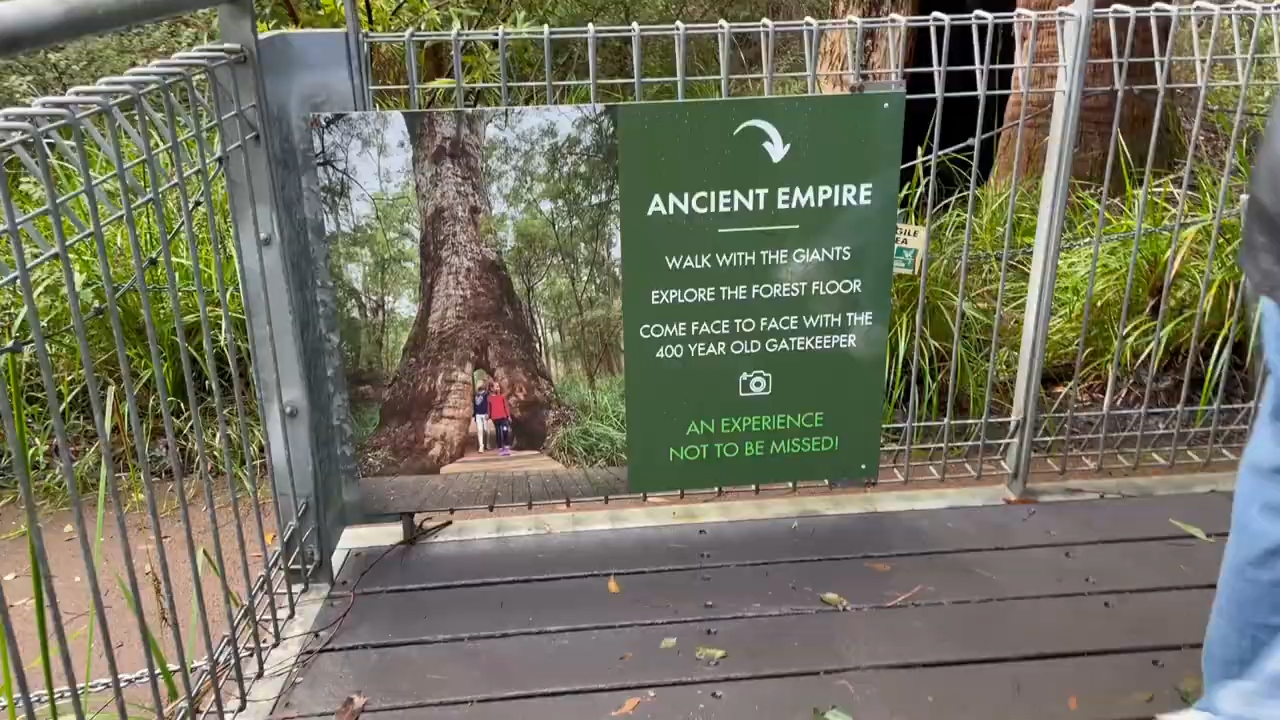 ANCIENT EMPIRE
WALK WITH THE GIANTS
EXPLORE THE FOREST FLOOR
COME FACE TO FACE WITH THE
400 YEAR OLD GATEKEEPER
AN EXPERIENCE
NOT TO BE MISSED!